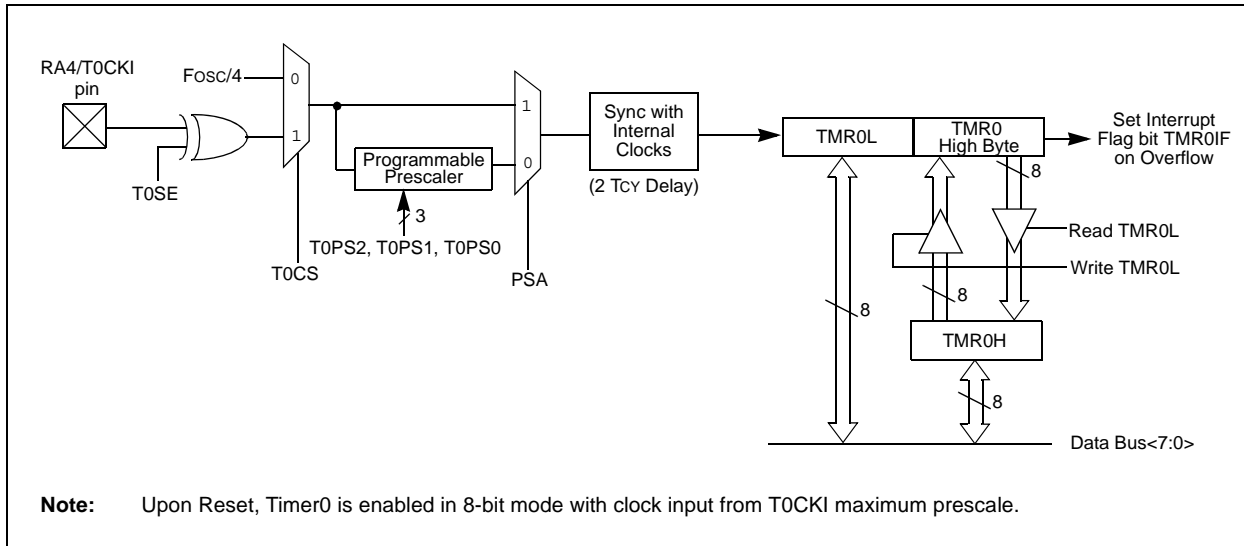 RA4/T0CKI
pin
FOSC/4
0
1
T0SE
T0CS
Programmable
Prescaler
3
T0PS2, T0PS1, T0PS0
1
0
PSA
Sync with
Internal
Clocks
(2 TCY Delay)
TMR0L
TMR0
High Byte
Set Interrupt
Flag bit TMR0IF
on Overflow
8
Read TMR0L
Write TMR0L
8
8
TMR0H
8
Data Bus<7:0>
Note: Upon Reset, Timer0 is enabled in 8-bit mode with clock input from T0CKI maximum prescale.